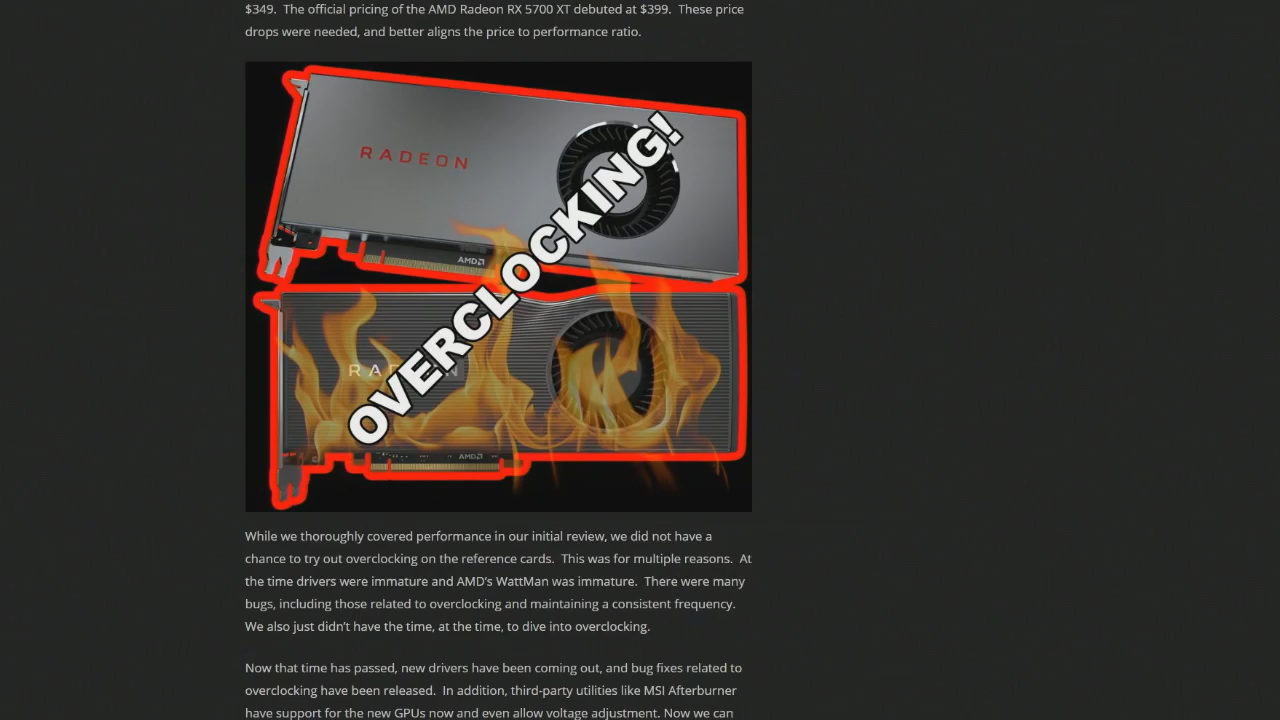 $349.  The official pricing of the AMD Radeon RX 5700 XT debuted at $399.  These price
drops were needed, and better aligns the price to performance ratio.
RADEON
OVERCLOCKING!
AMD
AMD
While we thoroughly covered performance in our initial review, we did not have a
chance to try out overclocking on the reference cards.  This was for multiple reasons.  At
the time drivers were immature and AMD’s WattMan was immature.  There were many
bugs, including those related to overclocking and maintaining a consistent frequency.
We also just didn’t have the time, at the time, to dive into overclocking.
Now that time has passed, new drivers have been coming out, and bug fixes related to
overclocking have been released.  In addition, third-party utilities like MSI Afterburner
have support for the new GPUs now and even allow voltage adjustment. Now we can